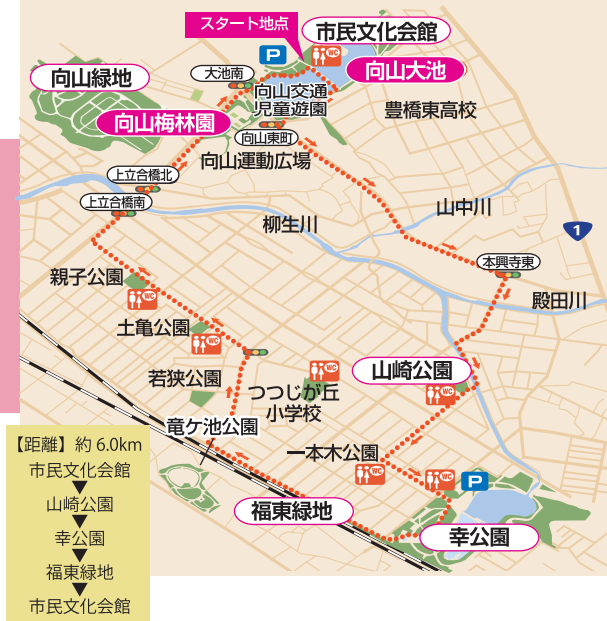 スタート地点
市民文化会館
P
WC
向山大池
向山緑地
大池南
向山交通
児童遊園
向山梅林園
豊橋東高校
向山東町
向山運動広場
上立合橋北
上立合橋南
柳生川
山中川
1
本興寺東
殿田川
親子公園
WC
土亀公園
WC
若狭公園
WC
つつじが丘
小学校
山崎公園
WC
竜ケ池公園
一本木公園
WC
WC
P
福東緑地
幸公園
【距離】約 6.0km
市民文化会館
▼
山崎公園
▼
幸公園
▼
福東緑地
▼
市民文化会館